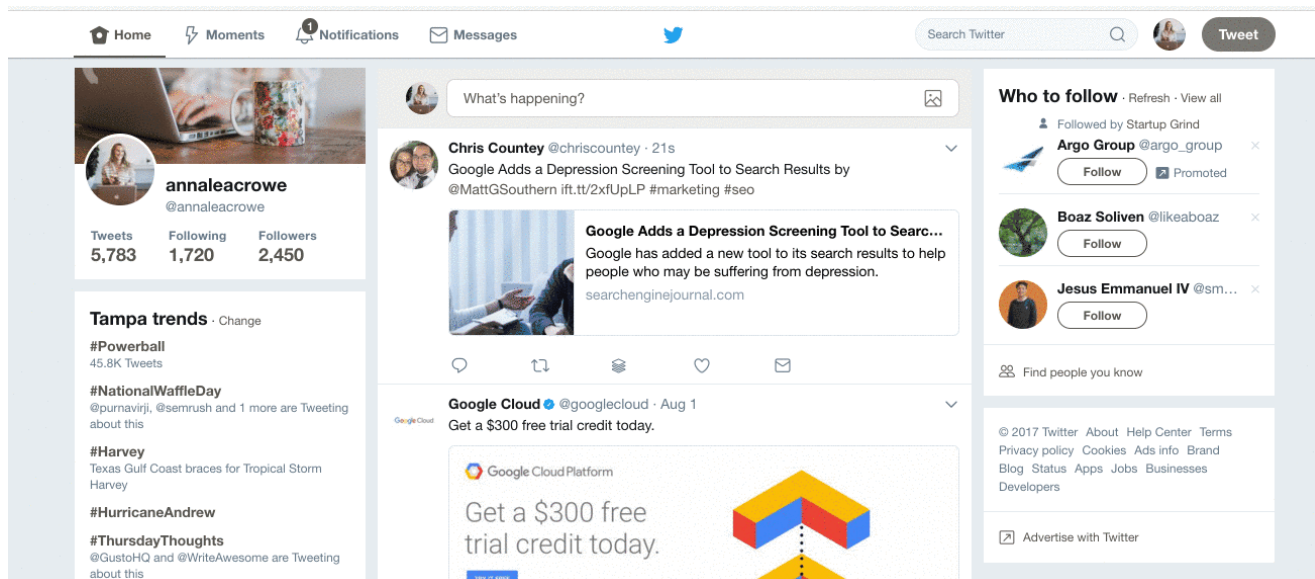 Home
Moments
1
Notifications
Messages
Search Twitter
Tweet
annaleacrowe
@annaleacrowe
Tweets Following Followers
5,783 1,720 2,450
Tampa trends · Change
#Powerball
45.8K Tweets
#NationalWaffleDay
@purnavirji, @semrush and 1 more are Tweeting
about this
#Harvey
Texas Gulf Coast braces for Tropical Storm
Harvey
#HurricaneAndrew
#ThursdayThoughts
@GustoHQ and @WriteAwesome are Tweeting
about this
What's happening?
Chris Countey @chriscountey · 21s
Google Adds a Depression Screening Tool to Search Results by
@MattGSouthern ift.tt/2xfUpLP #marketing #seo
Google Adds a Depression Screening Tool to Searc...
Google has added a new tool to its search results to help
people who may be suffering from depression.
searchenginejournal.com
Google Cloud @googlecloud · Aug 1
Google Cloud
Get a $300 free trial credit today.
Google Cloud Platform
Get a $300 free
trial credit today.
Who to follow · Refresh · View all
Followed by Startup Grind
Argo Group @argo_group
Follow
Promoted
Boaz Soliven @likeaboaz
Follow
Jesus Emmanuel IV @sm...
Follow
Find people you know
© 2017 Twitter About Help Center Terms
Privacy policy Cookies Ads info Brand
Blog Status Apps Jobs Businesses
Developers
Advertise with Twitter